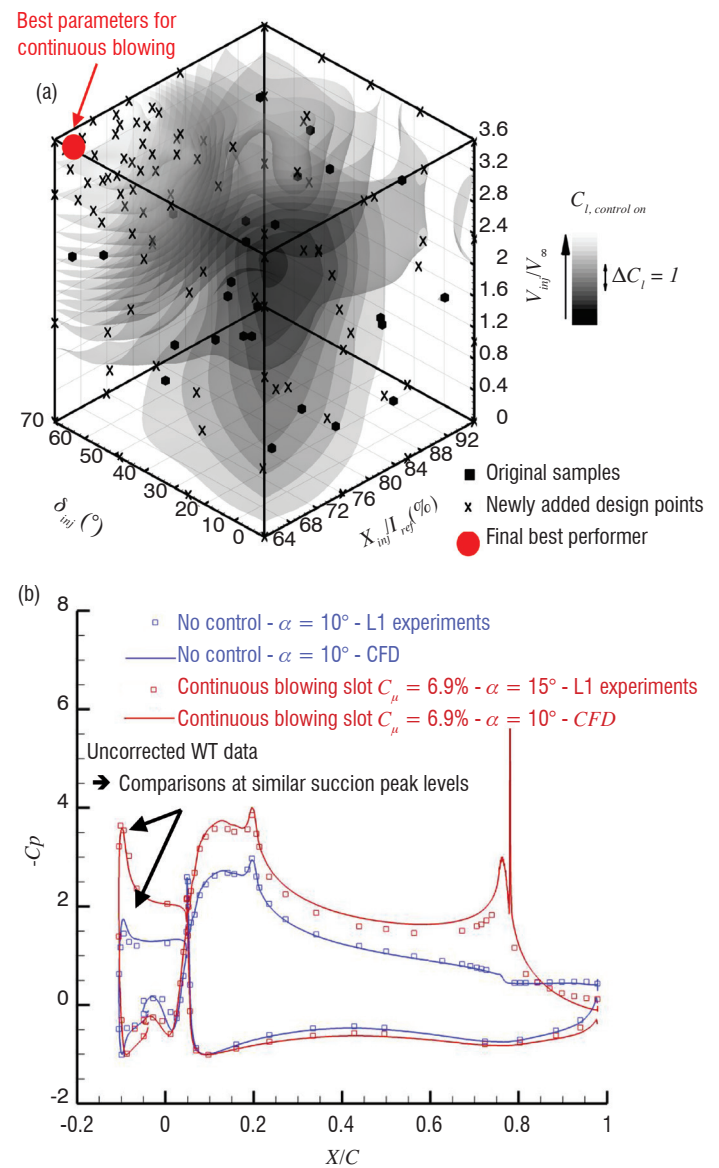 Best parameters for
continuous blowing
(a)
3.6
3.2
2.8
2.4
2
1.6
1.2
0.8
0.4
0
V_inj/V_∞
C_l, control on
ΔC_l = 1
70
60
50
40
30
20
10
0
δ_inj (°)
64
68
72
76
80
84
88
92
X_inj/I_ref(%)
Original samples
Newly added design points
Final best performer
(b)
8
6
4
2
0
-2
-Cp
No control - α = 10° - L1 experiments
No control - α = 10° - CFD
Continuous blowing slot C_μ = 6.9% - α = 15° - L1 experiments
Continuous blowing slot C_μ = 6.9% - α = 10° - CFD
Uncorrected WT data
➔ Comparisons at similar succion peak levels
-0.2 0 0.2 0.4 0.6 0.8 1
X/C